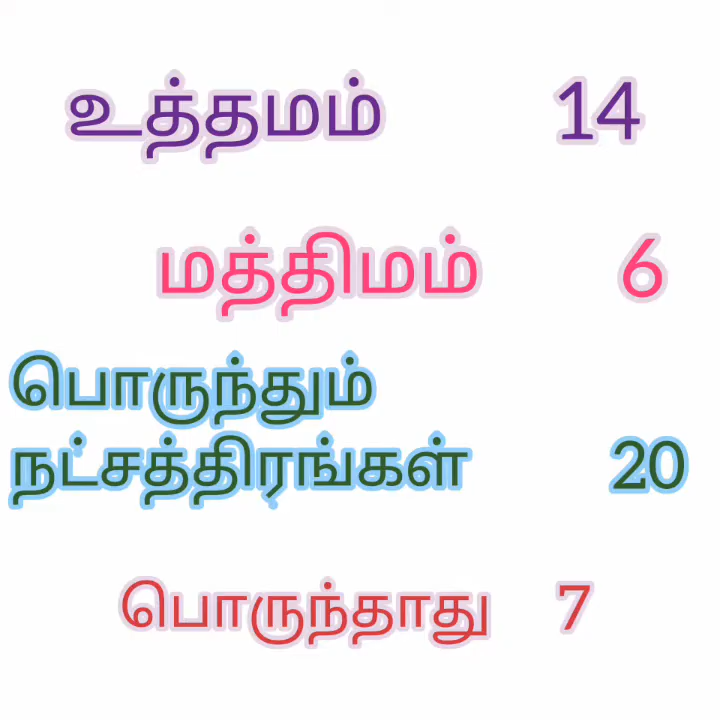 உத்தமம் 14
மத்திமம் 6
பொருந்தும்
நட்சத்திரங்கள் 20
பொருந்தாது 7